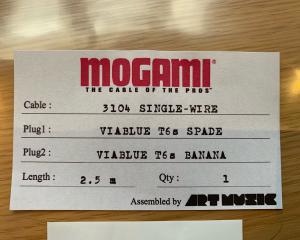 MOGAMI
THE CABLE OF THE PROS
Cable : 3104 SINGLE-WIRE
Plug1 : VIABLUE T6s SPADE
Plug2 : VIABLUE T6s BANANA
Length : 2.5 m Qty : 1
Assembled by ART MUZIC